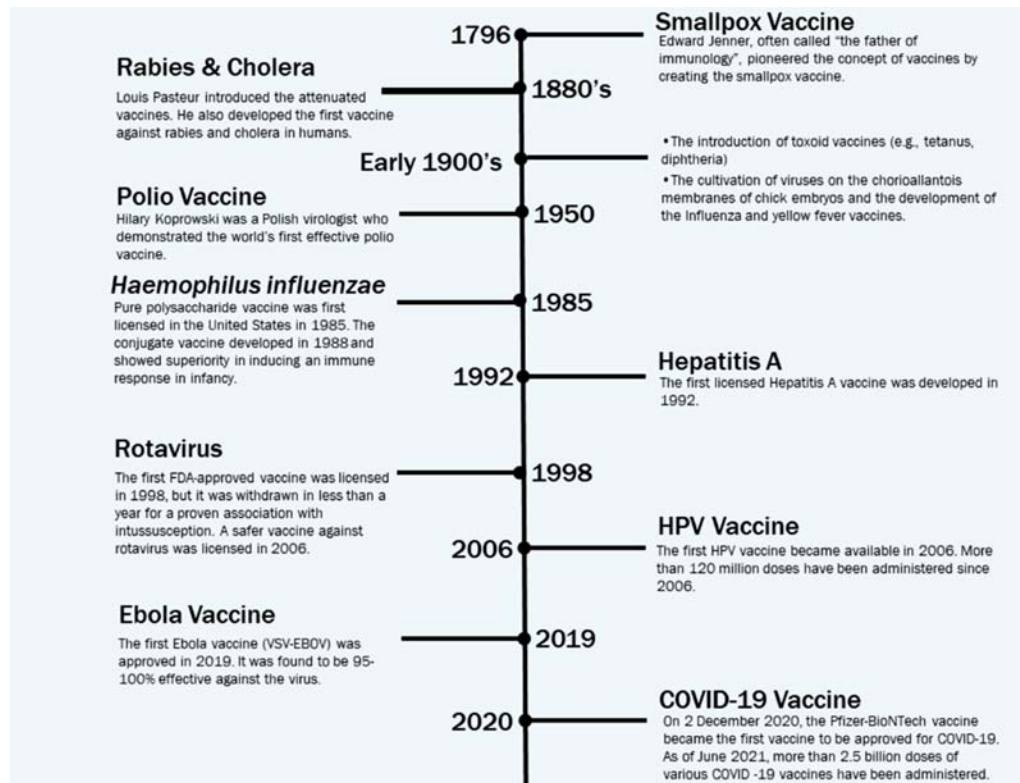 1796
Smallpox Vaccine
Edward Jenner, often called “the father of
immunology”, pioneered the concept of vaccines by
creating the smallpox vaccine.
Rabies & Cholera
Louis Pasteur introduced the attenuated
vaccines. He also developed the first vaccine
against rabies and cholera in humans.
1880’s
Early 1900’s
•The introduction of toxoid vaccines (e.g., tetanus,
diphtheria)
•The cultivation of viruses on the chorioallantois
membranes of chick embryos and the development of
the Influenza and yellow fever vaccines.
Polio Vaccine
Hilary Koprowski was a Polish virologist who
demonstrated the world’s first effective polio
vaccine.
1950
Haemophilus influenzae
Pure polysaccharide vaccine was first
licensed in the United States in 1985. The
conjugate vaccine developed in 1988 and
showed superiority in inducing an immune
response in infancy.
1985
1992
Hepatitis A
The first licensed Hepatitis A vaccine was developed in
1992.
Rotavirus
The first FDA-approved vaccine was licensed
in 1998, but it was withdrawn in less than a
year for a proven association with
intussusception. A safer vaccine against
rotavirus was licensed in 2006.
1998
2006
HPV Vaccine
The first HPV vaccine became available in 2006. More
than 120 million doses have been administered since
2006.
Ebola Vaccine
The first Ebola vaccine (VSV-EBOV) was
approved in 2019. It was found to be 95-
100% effective against the virus.
2019
2020
COVID-19 Vaccine
On 2 December 2020, the Pfizer-BioNTech vaccine
became the first vaccine to be approved for COVID-19.
As of June 2021, more than 2.5 billion doses of
various COVID -19 vaccines have been administered.